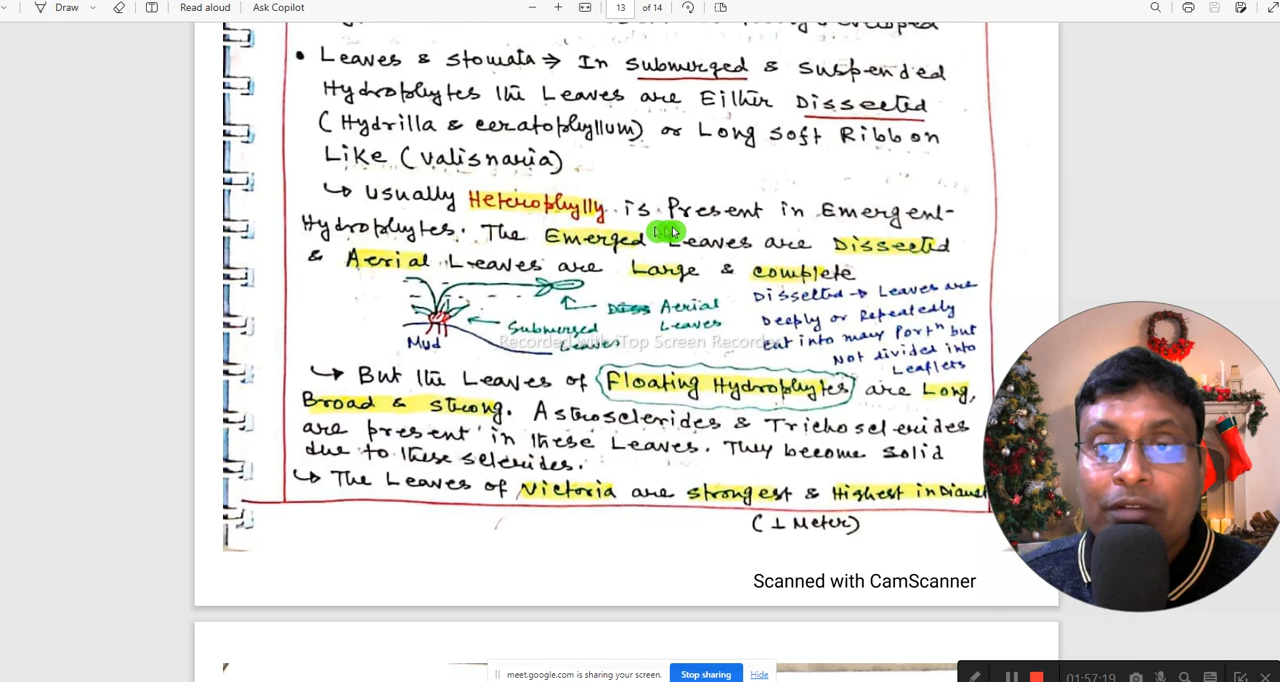 Draw
Read aloud
Ask Copilot
13
of 14
• Leaves & stomata → In submerged & suspended
Hydrophytes the Leaves are Either Dissected
(Hydrilla & ceratophyllum) or Long soft Ribbon
Like (valisnaria)
↳ usually Heterophylly is Present in Emergent-
Hydrophytes. The Emerged Leaves are Dissected
& Aerial Leaves are Large & complete
Aerial
Leaves
Submerged
Leaves
Mud
Dissected → Leaves are
Deeply or Repeatedly
cut into many Portn but
Not divided into
Leaflets
Recorded with iTop Screen Recorder
↳ But the Leaves of Floating Hydrophytes are Long,
Broad & strong. Astrosclerides & Trichosclerides
are present in these Leaves. They become solid
due to these sclerides.
↳ The Leaves of Victoria are strongest & Highest in
(1 Meter)
Scanned with CamScanner
meet.google.com is sharing your screen.
Stop sharing
Hide
01:57:19